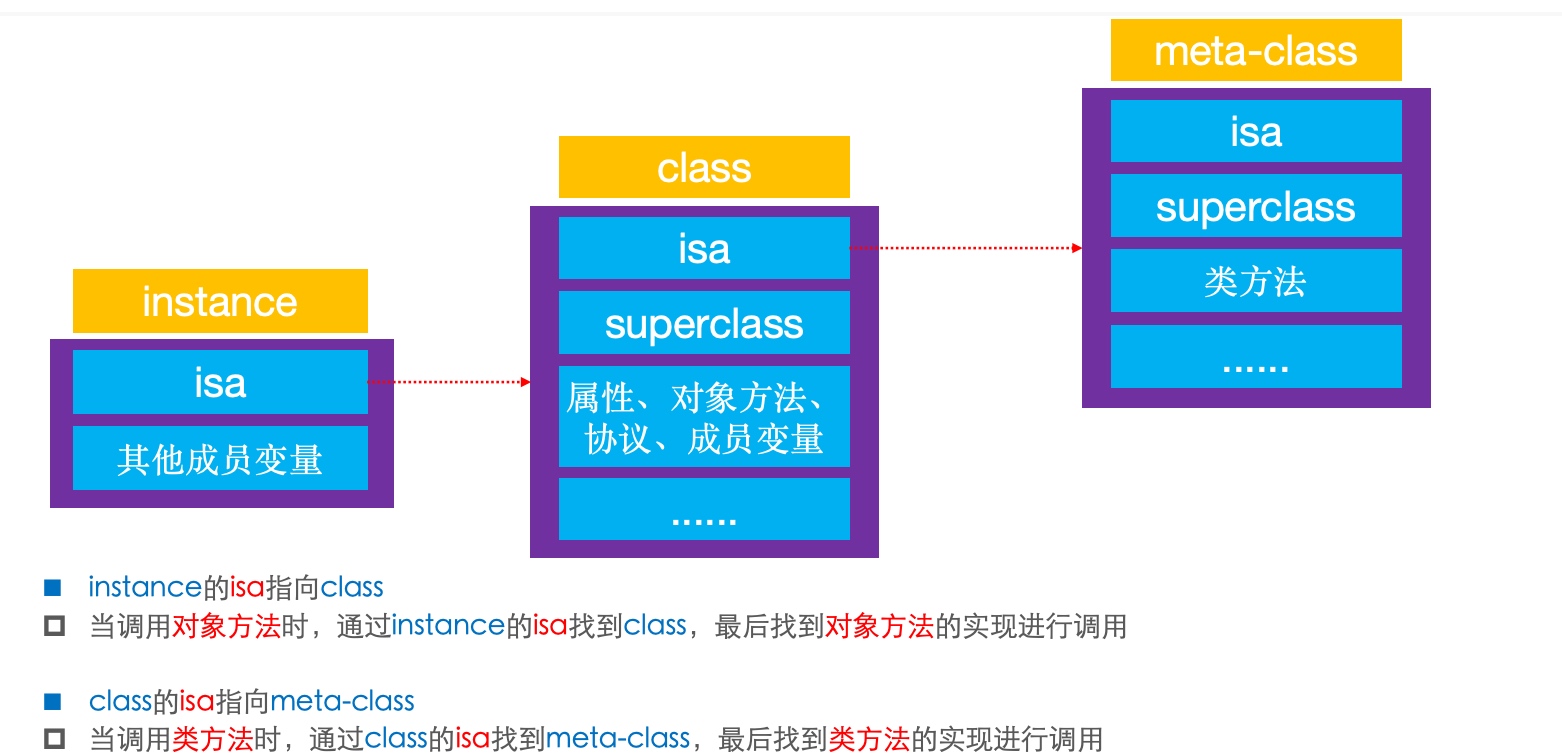 instance
isa
其他成员变量
class
isa
superclass
属性、对象方法、
协议、成员变量
......
meta-class
isa
superclass
类方法
......
instance的isa指向class
当调用对象方法时，通过instance的isa找到class，最后找到对象方法的实现进行调用
class的isa指向meta-class
当调用类方法时，通过class的isa找到meta-class，最后找到类方法的实现进行调用